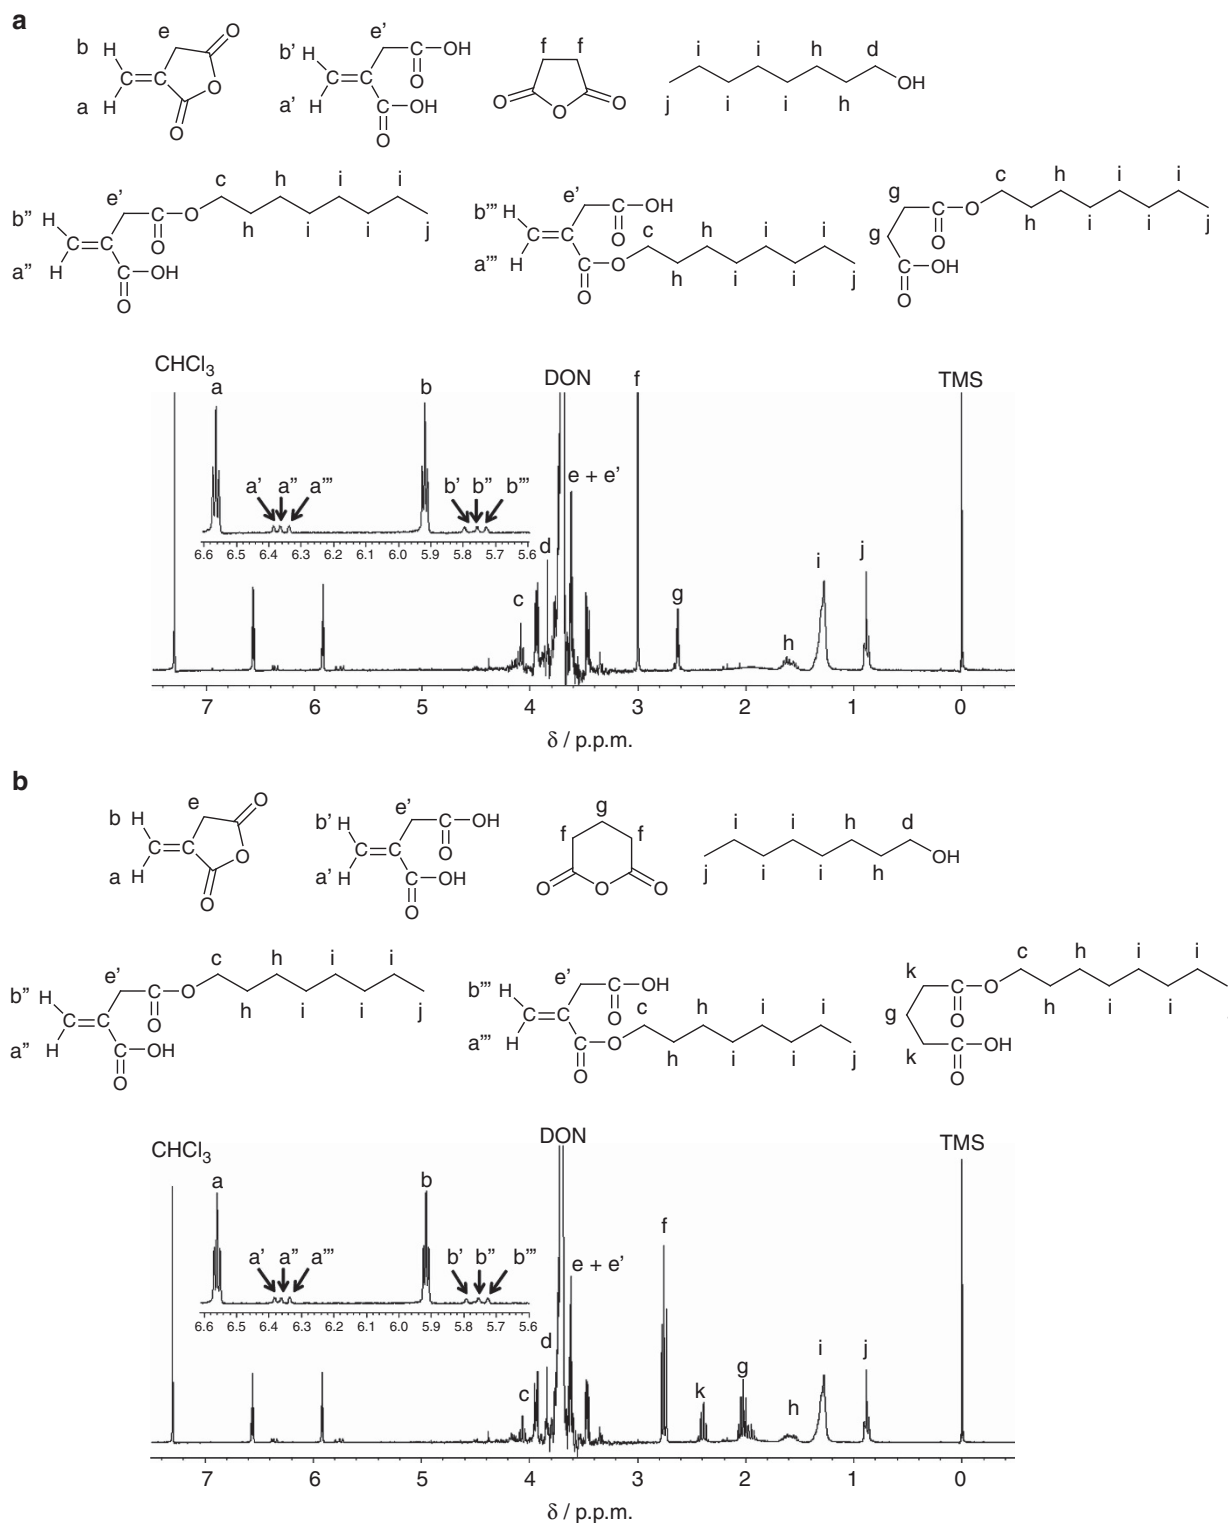 a
b H e O
C C O
a H O
b' H e' C OH
O
C C
a' H C OH
O
f f
O O O
i i h d
OH
j i i h
b" H e' C O c h i i
O h i i j
C C
a" H C OH
O
b''' H e' C OH
O
C C
a''' H C O c h i i
O h i i j
g C O c h i i
g O h i i j
C OH
O
CHCl3 DON f TMS
a b
e + e'
a' a" a''' b' b" b'''
6.6 6.5 6.4 6.3 6.2 6.1 6.0 5.9 5.8 5.7 5.6
d i j
c g h
7 6 5 4 3 2 1 0
δ / p.p.m.
b
b H e O
C C O
a H O
b' H e' C OH
O
C C
a' H C OH
O
g
f f
O O O
i i h d
OH
j i i h
b" H e' C O c h i i
O h i i j
C C
a" H C OH
O
b''' H e' C OH
O
C C
a''' H C O c h i i
O h i i j
k C O c h i i
g O h i i
k C OH
O
CHCl3 DON TMS
a b f
e + e'
a' a" a''' b' b" b'''
6.6 6.5 6.4 6.3 6.2 6.1 6.0 5.9 5.8 5.7 5.6
d i j
c k g h
7 6 5 4 3 2 1 0
δ / p.p.m.